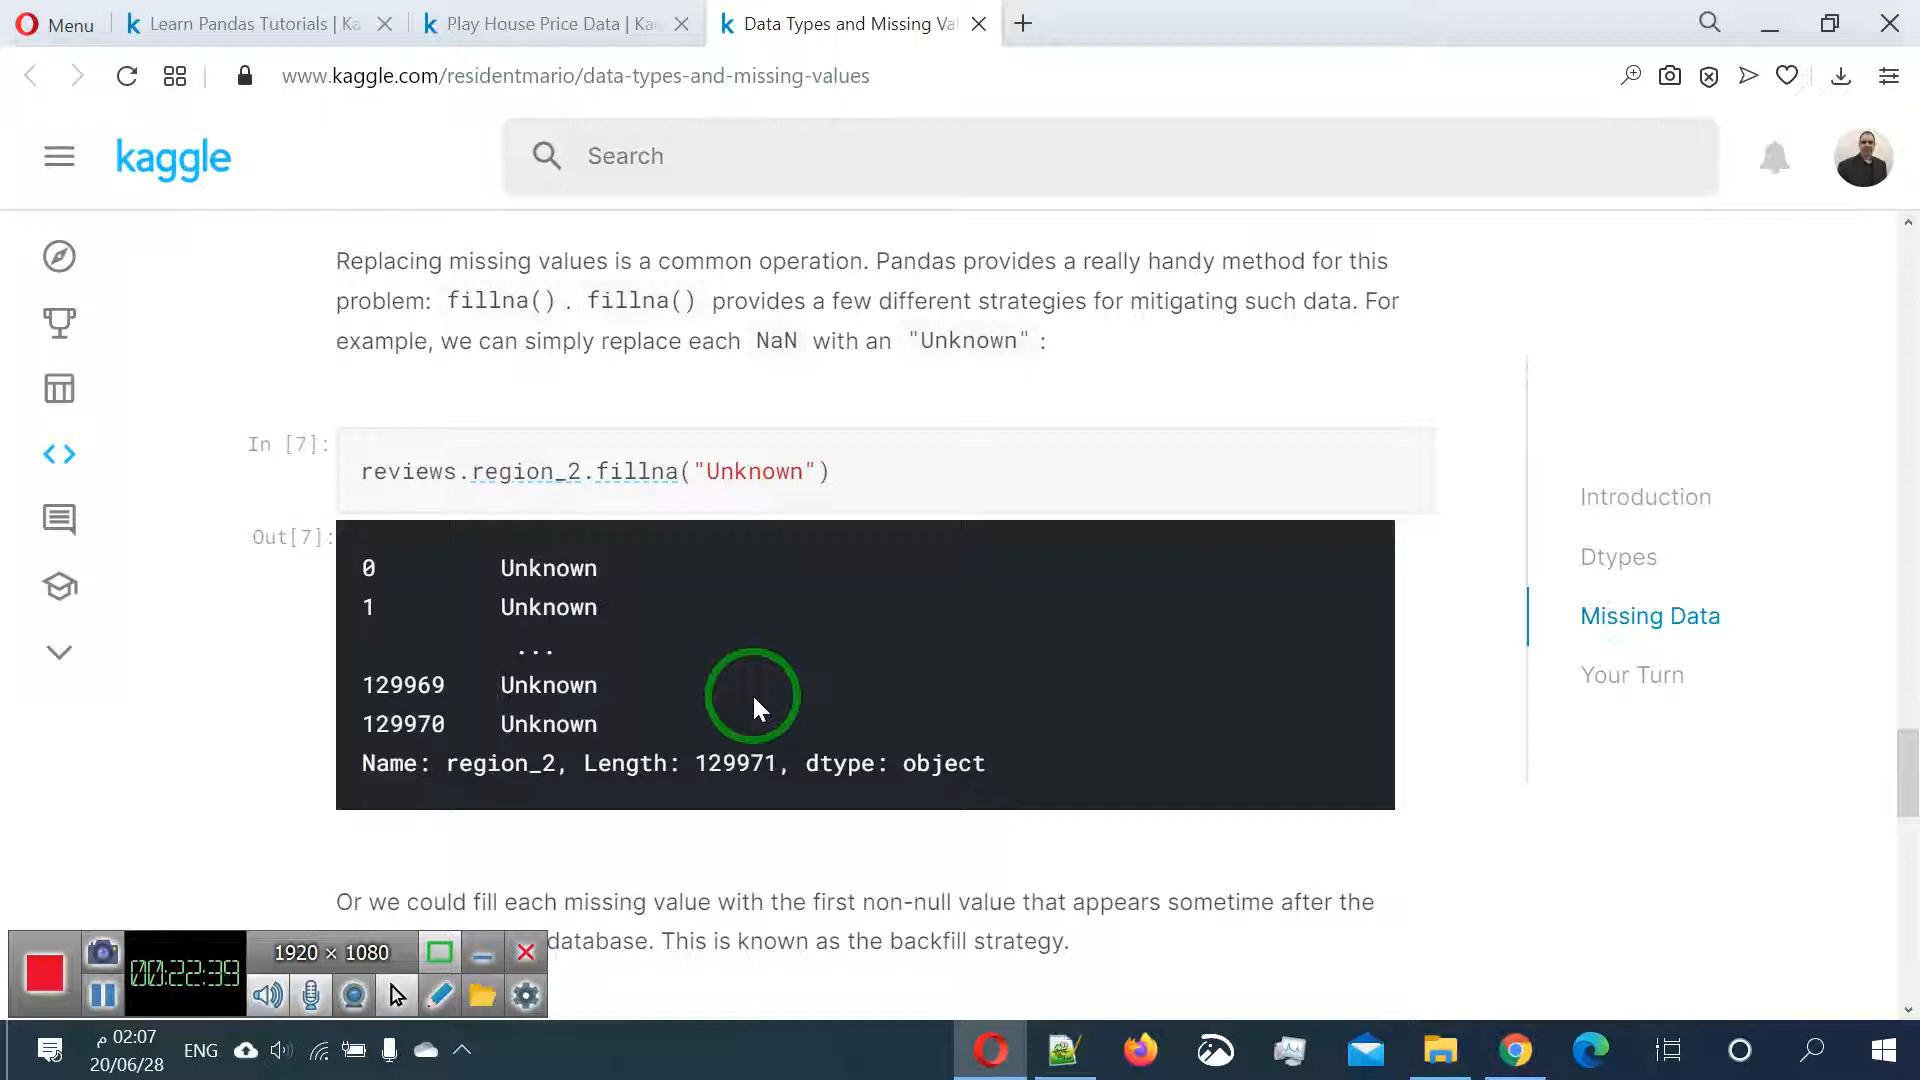 Menu
Learn Pandas Tutorials | Ka
Play House Price Data | Ka
Data Types and Missing Va
www.kaggle.com/residentmario/data-types-and-missing-values
kaggle
Search
Replacing missing values is a common operation. Pandas provides a really handy method for this
problem: fillna() . fillna() provides a few different strategies for mitigating such data. For
example, we can simply replace each NaN with an "Unknown" :
In [7]:
reviews.region_2.fillna("Unknown")
Out[7]:
0 Unknown
1 Unknown
...
129969 Unknown
129970 Unknown
Name: region_2, Length: 129971, dtype: object
Introduction
Dtypes
Missing Data
Your Turn
Or we could fill each missing value with the first non-null value that appears sometime after the
database. This is known as the backfill strategy.
1920 × 1080
00:22:39
02:07 م
20/06/28
ENG